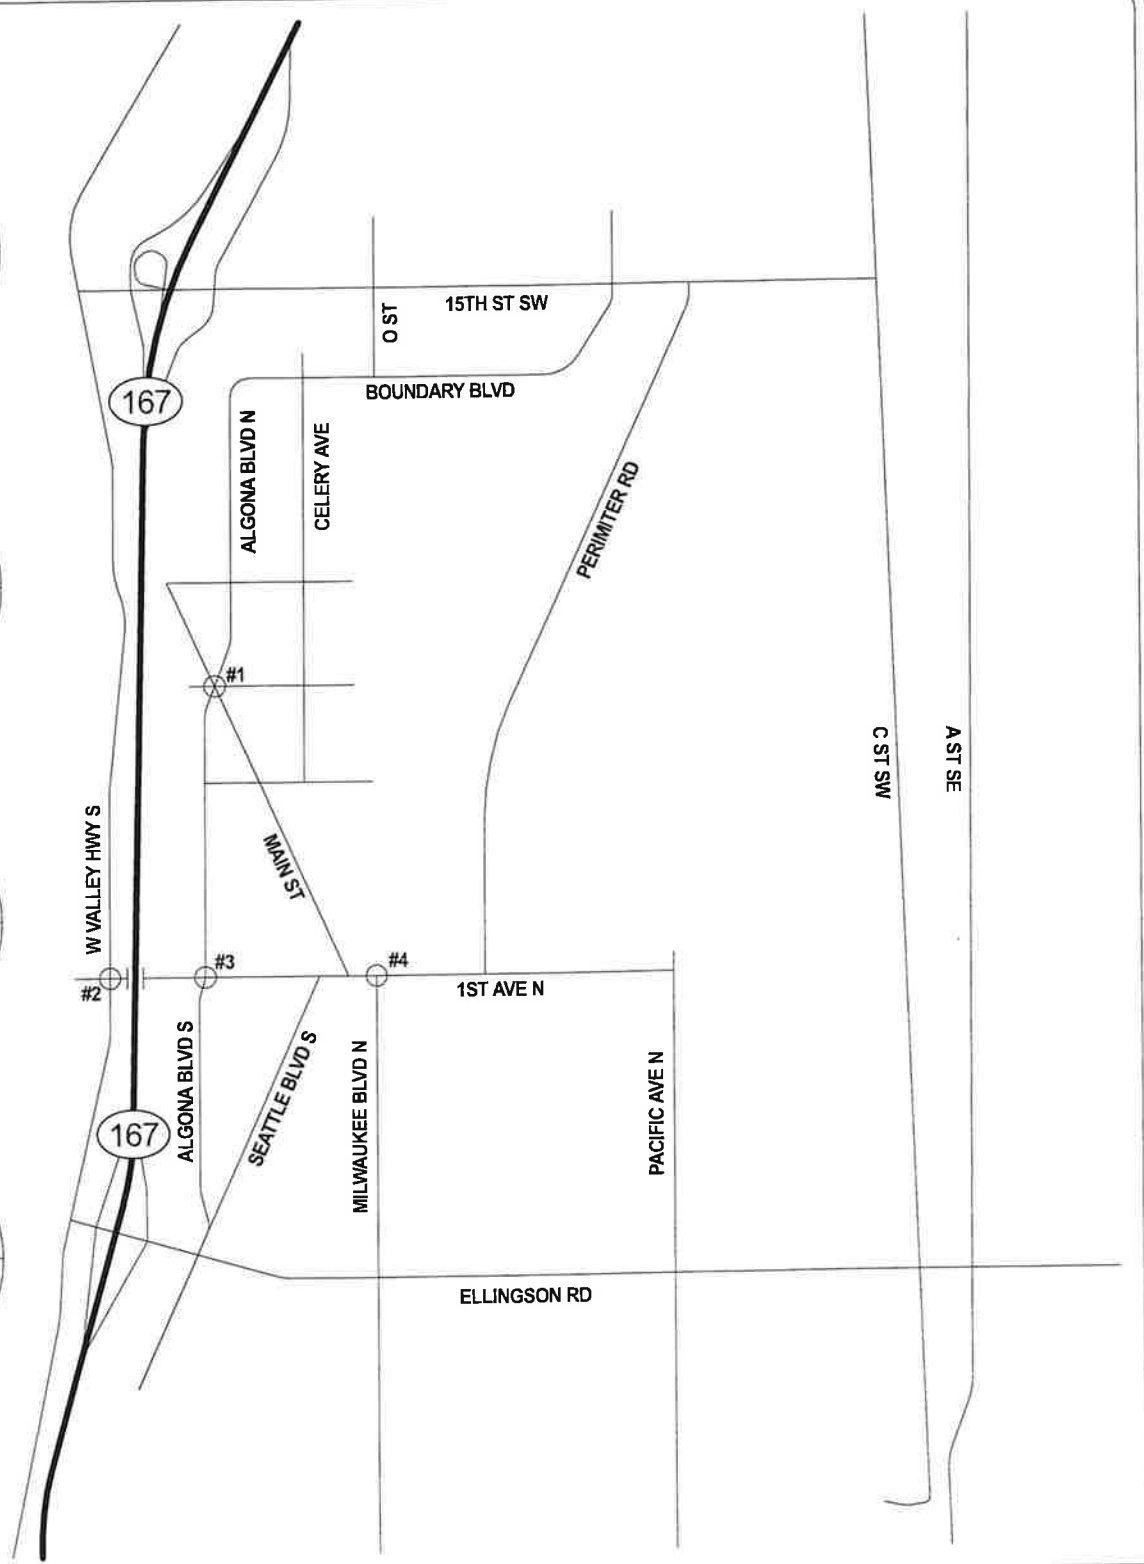 15TH ST SW
O ST
BOUNDARY BLVD
167
ALGONA BLVD N
CELERY AVE
PERIMITER RD
#1
C ST SW
A ST SE
W VALLEY HWY S
MAIN ST
#3
#4
#2
1ST AVE N
ALGONA BLVD S
SEATTLE BLVD S
MILWAUKEE BLVD N
PACIFIC AVE N
167
ELLINGSON RD